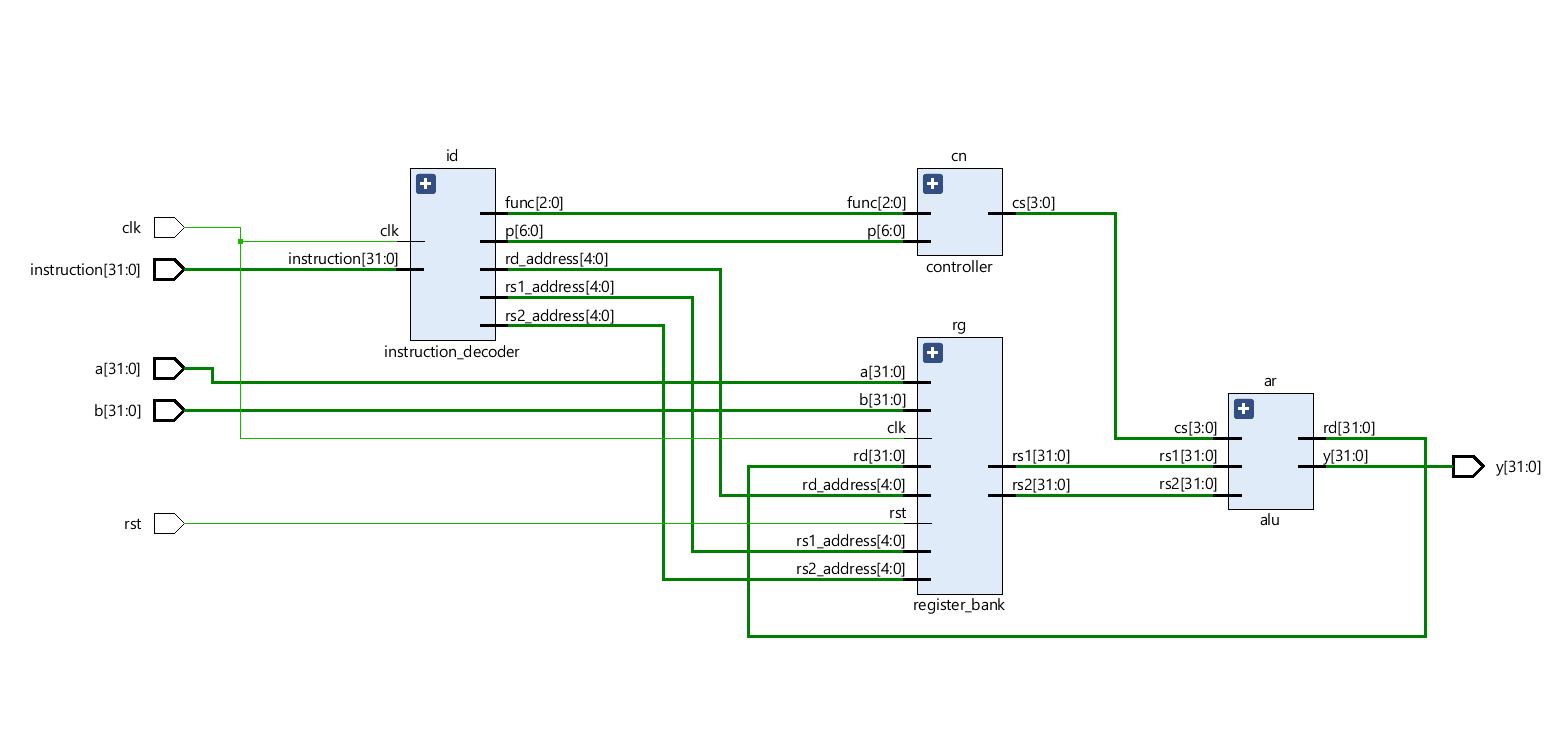 id
cn
func[2:0]
func[2:0]
cs[3:0]
clk
clk
p[6:0]
p[6:0]
instruction[31:0]
instruction[31:0]
rd_address[4:0]
controller
rs1_address[4:0]
rs2_address[4:0]
rg
instruction_decoder
a[31:0]
a[31:0]
ar
b[31:0]
b[31:0]
clk
cs[3:0]
rd[31:0]
rd[31:0]
rs1[31:0]
rs1[31:0]
y[31:0]
y[31:0]
rd_address[4:0]
rs2[31:0]
rs2[31:0]
rst
rst
alu
rs1_address[4:0]
rs2_address[4:0]
register_bank